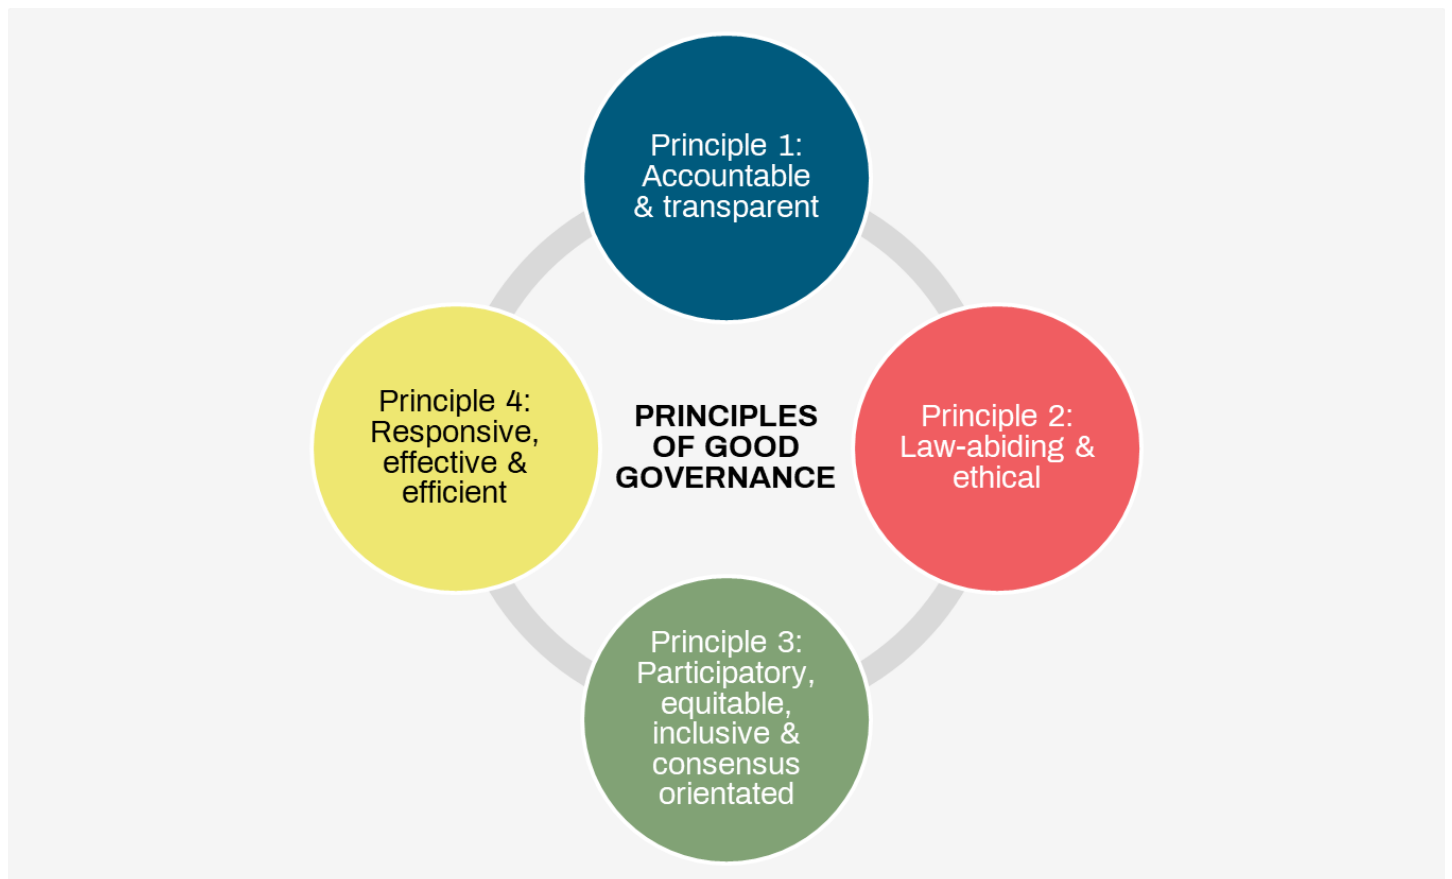 Principle 1:
Accountable
& transparent
Principle 4:
Responsive,
effective &
efficient
PRINCIPLES
OF GOOD
GOVERNANCE
Principle 2:
Law-abiding &
ethical
Principle 3:
Participatory,
equitable,
inclusive &
consensus
orientated